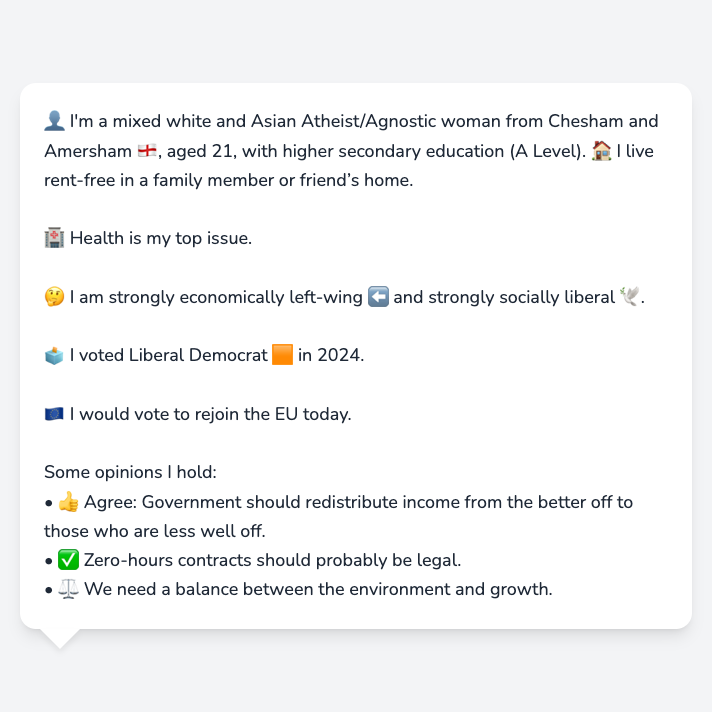 👤 I'm a mixed white and Asian Atheist/Agnostic woman from Chesham and
Amersham 🏴󠁧󠁢󠁥󠁮󠁧󠁿, aged 21, with higher secondary education (A Level). 🏠 I live
rent-free in a family member or friend’s home.
🏥 Health is my top issue.
🤔 I am strongly economically left-wing ⬅️ and strongly socially liberal 🕊️.
🗳️ I voted Liberal Democrat 🟧 in 2024.
🇪🇺 I would vote to rejoin the EU today.
Some opinions I hold:
• 👍 Agree: Government should redistribute income from the better off to
those who are less well off.
• ✅ Zero-hours contracts should probably be legal.
• ⚖️ We need a balance between the environment and growth.